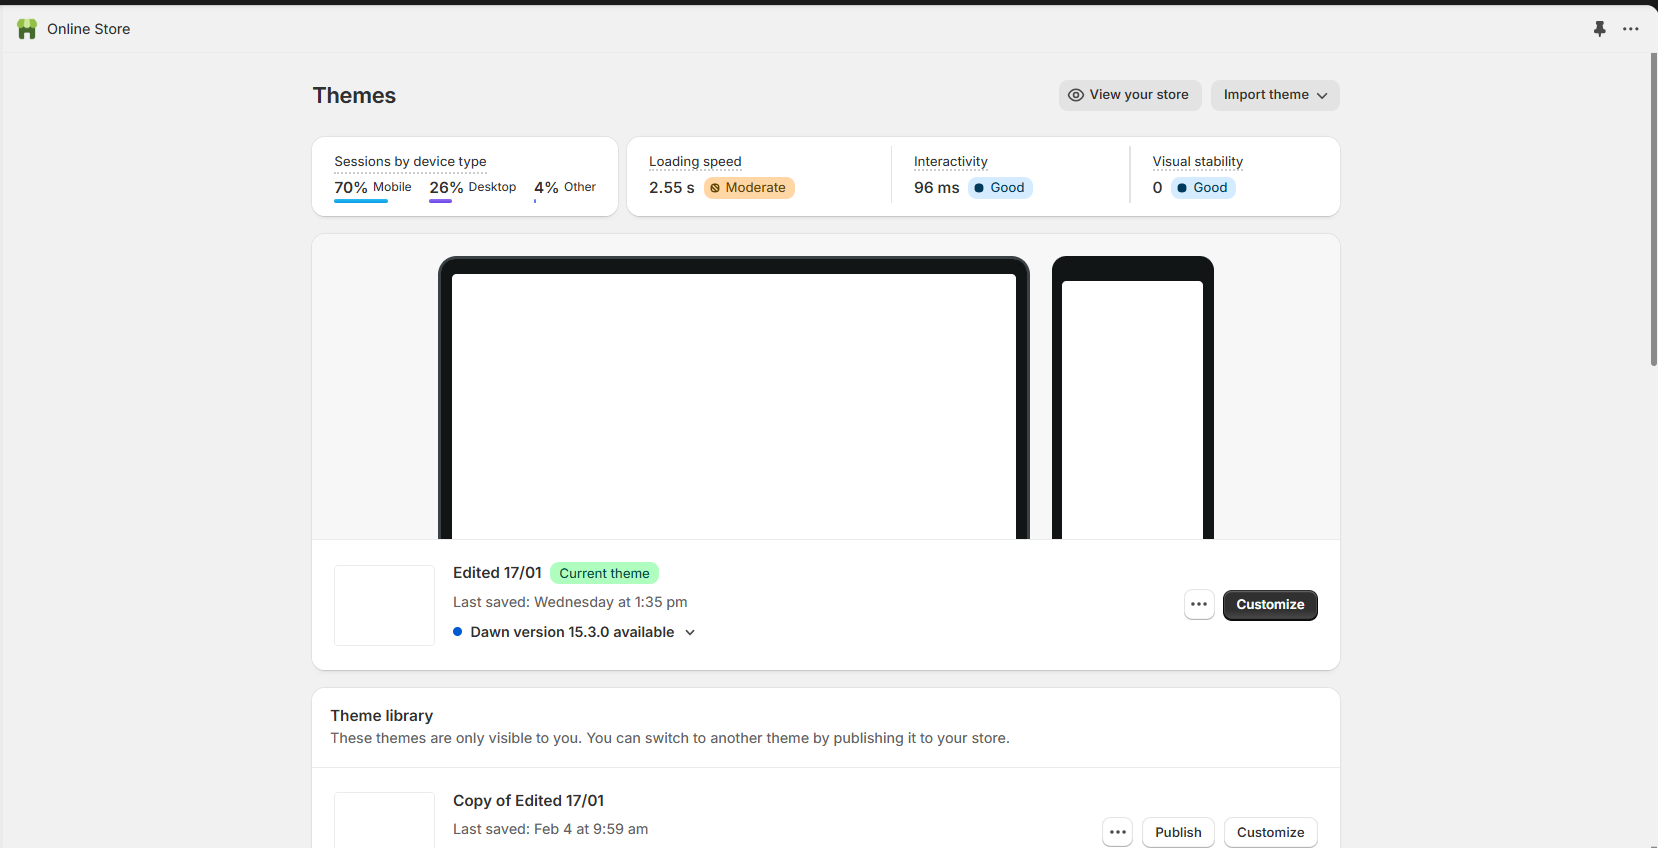 Online Store
Themes
View your store
Import theme
Sessions by device type
70% Mobile 26% Desktop 4% Other
Loading speed
2.55 s Moderate
Interactivity
96 ms Good
Visual stability
0 Good
Edited 17/01 Current theme
Last saved: Wednesday at 1:35 pm
Dawn version 15.3.0 available
Customize
Theme library
These themes are only visible to you. You can switch to another theme by publishing it to your store.
Copy of Edited 17/01
Last saved: Feb 4 at 9:59 am
Publish
Customize